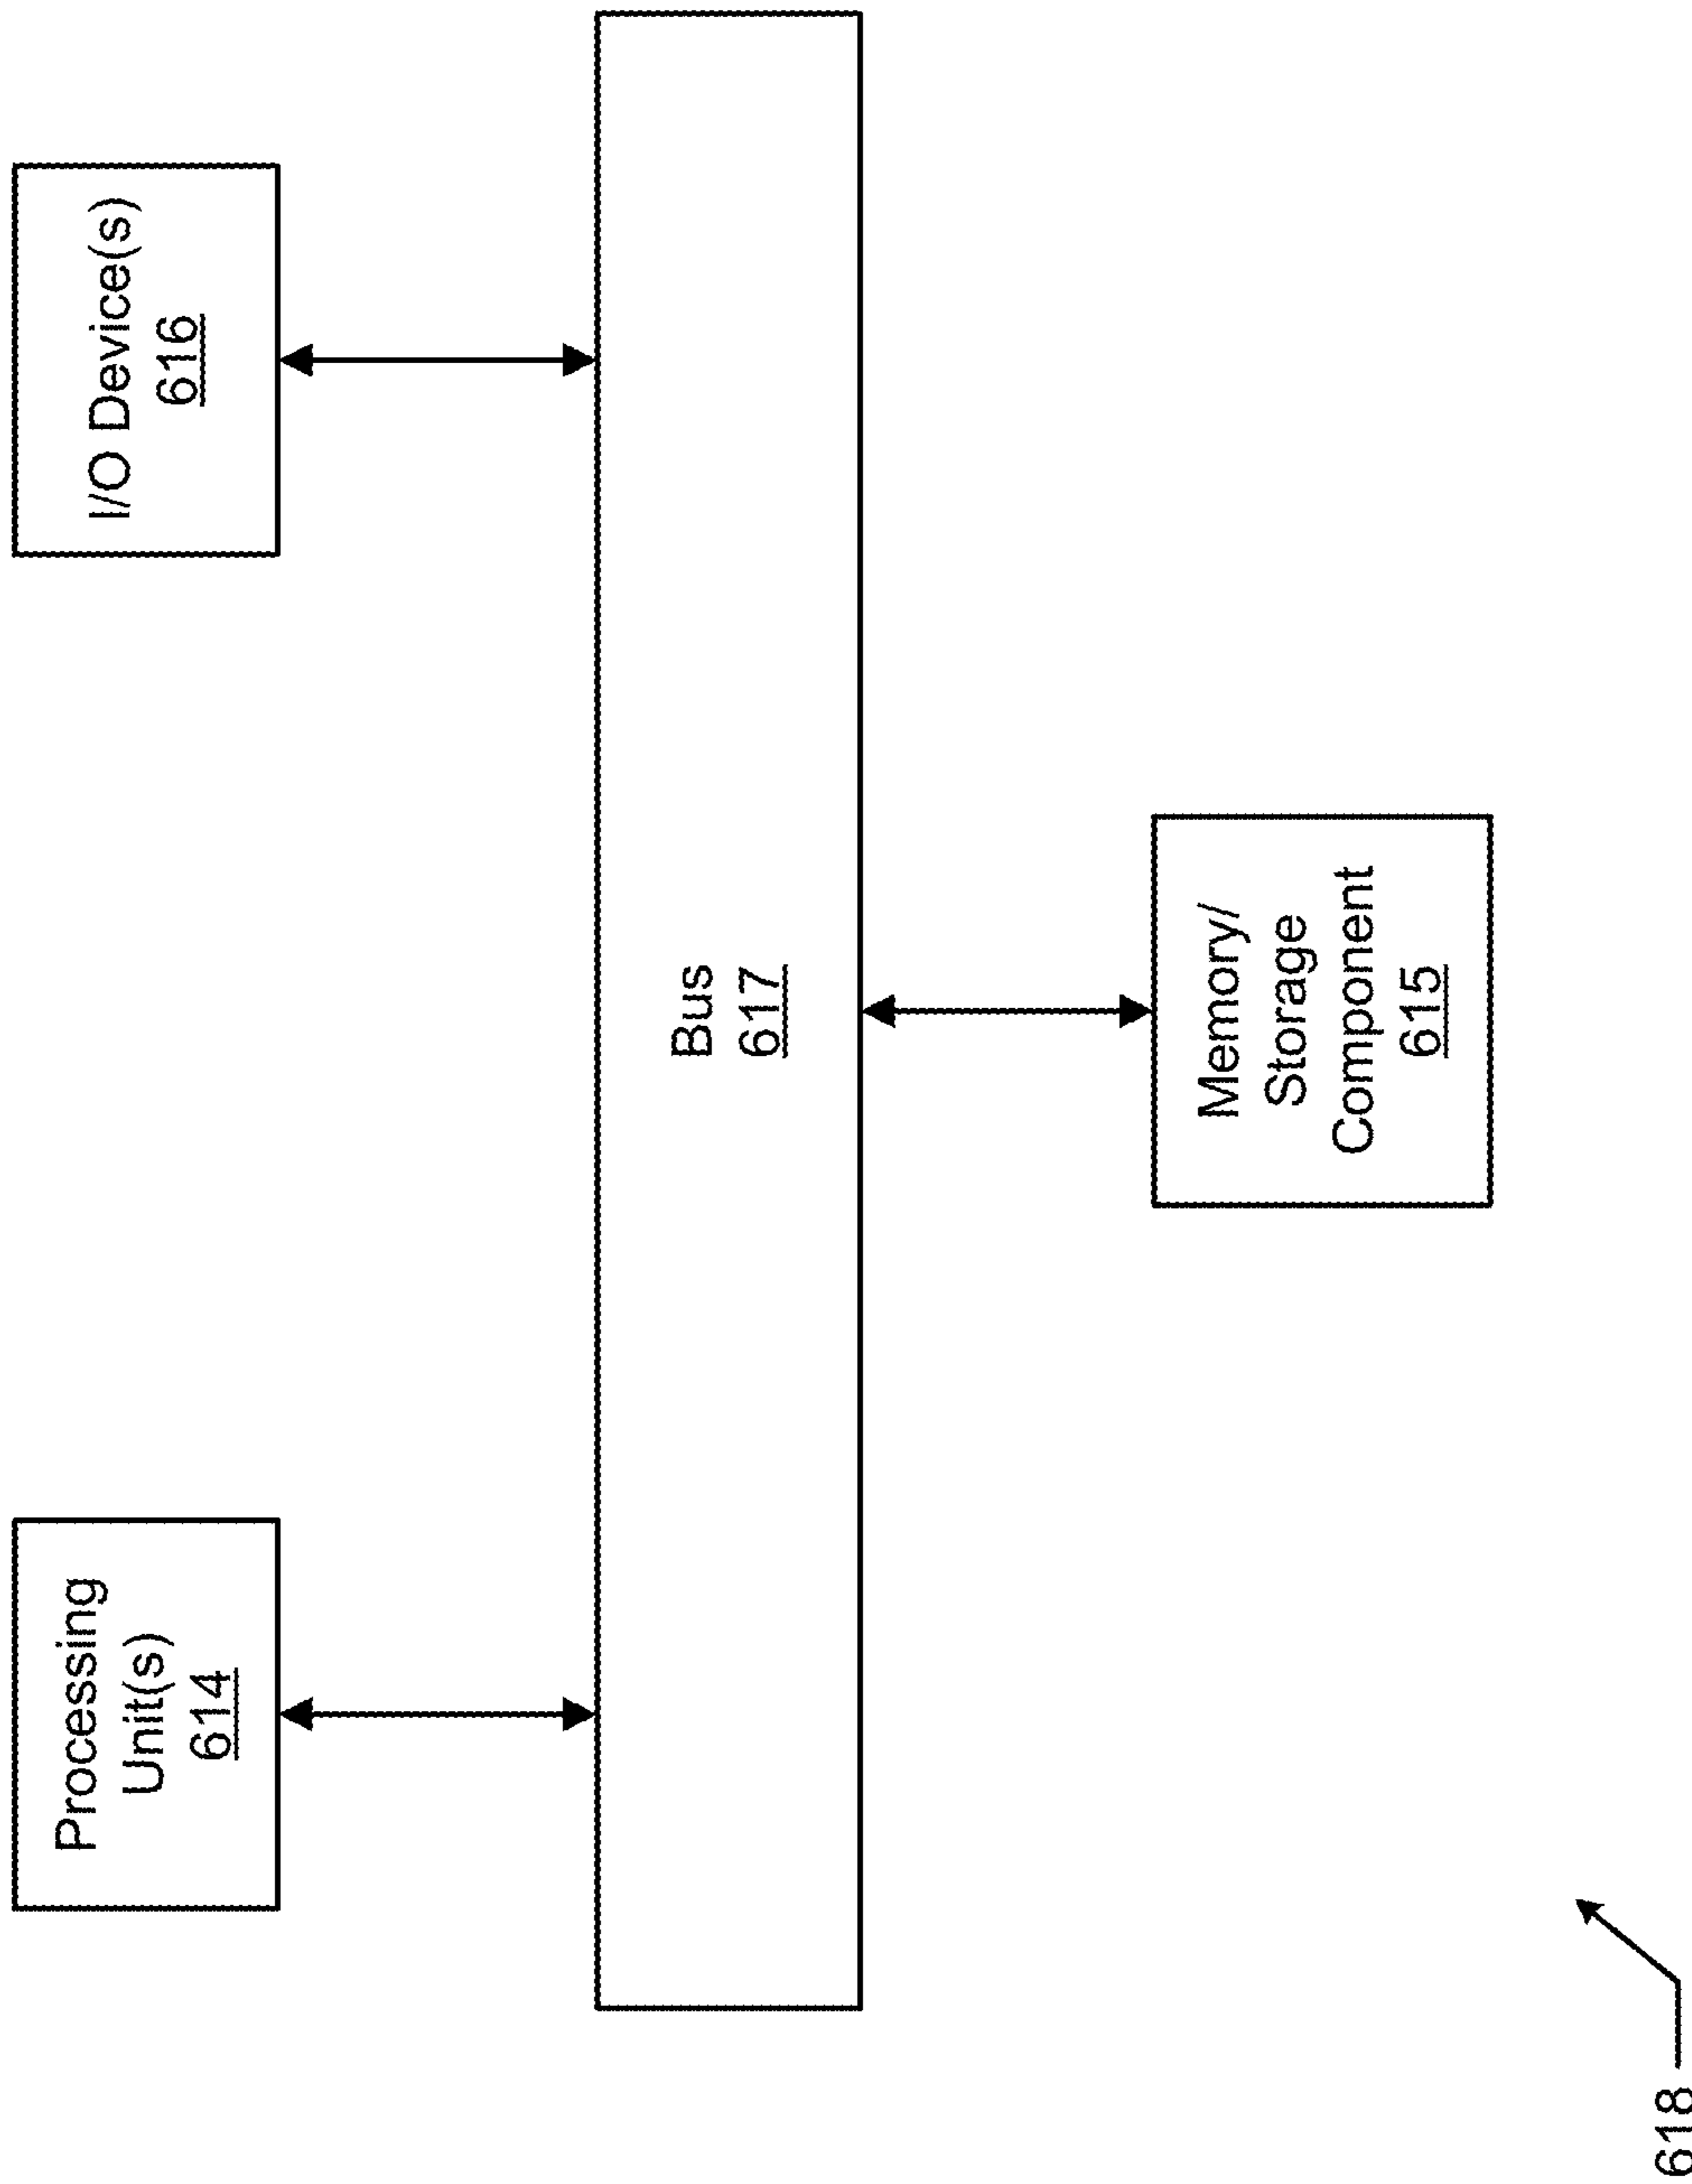 Processing
Unit(s)
614
I/O Device(s)
616
Bus
617
Memory/
Storage
Component
615
618